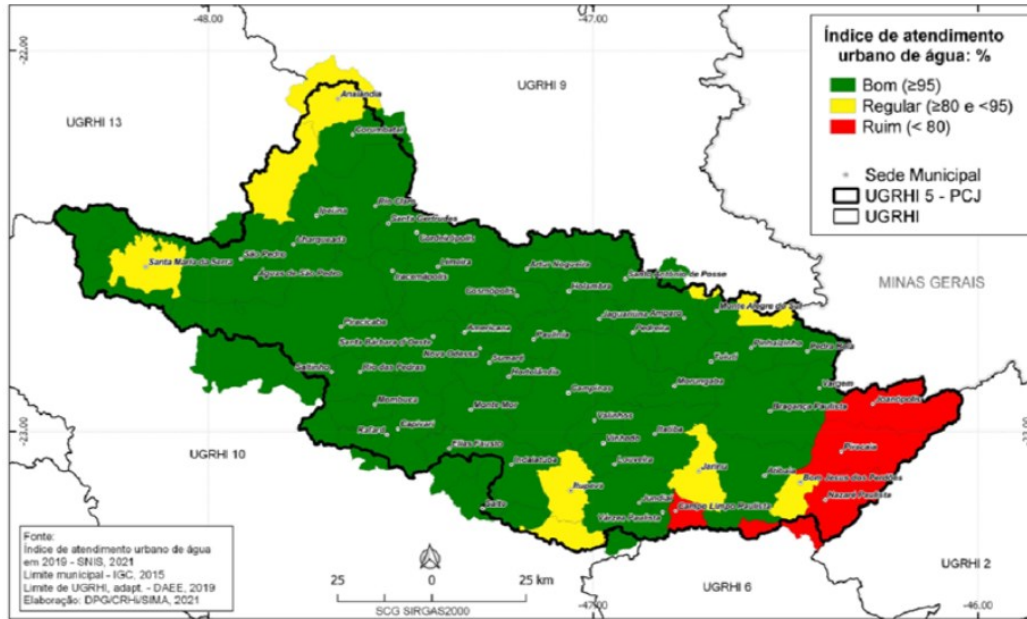 -48.00
-47.00
-22.00
Índice de atendimento
urbano de água: %
Bom (≥95)
Regular (≥80 e <95)
Ruim (< 80)
Sede Municipal
UGRHI 5 - PCJ
UGRHI
UGRHI 9
UGRHI 13
Analândia
Corumbataí
Rio Claro
Ipeúna
Santa Gertrudes
Cordeirópolis
Charqueada
São Pedro
Santa Maria da Serra
Águas de São Pedro
Limeira
Iracemápolis
Artur Nogueira
Santo Antônio de Posse
MINAS GERAIS
Cosmópolis
Holambra
Monte Alegre do Sul
Jaguariúna
Amparo
Pedreira
Piracicaba
Americana
Paulínia
Santa Bárbara d'Oeste
Nova Odessa
Sumaré
Hortolândia
Pinhalzinho
Pedra Bela
Tuiuti
Saltinho
Rio das Pedras
Campinas
Morungaba
Vargem
Joanópolis
Mombuca
Monte Mor
Bragança Paulista
Valinhos
Rafard
Capivari
Itatiba
Vinhedo
Elias Fausto
Piracaia
Indaiatuba
Louveira
Jarinu
Atibaia
Bom Jesus dos Perdões
Itupeva
Nazaré Paulista
Salto
Jundiaí
Campo Limpo Paulista
Várzea Paulista
-23.00
-23.00
UGRHI 10
UGRHI 6
UGRHI 2
Fonte:
Índice de atendimento urbano de água
em 2019 - SNIS, 2021
Limite municipal - IGC, 2015
Limite de UGRHI, adapt. - DAEE, 2019
Elaboração: DPG/CRHi/SIMA, 2021
25 0 25 km
SCG SIRGAS2000
-47.00
-46.00